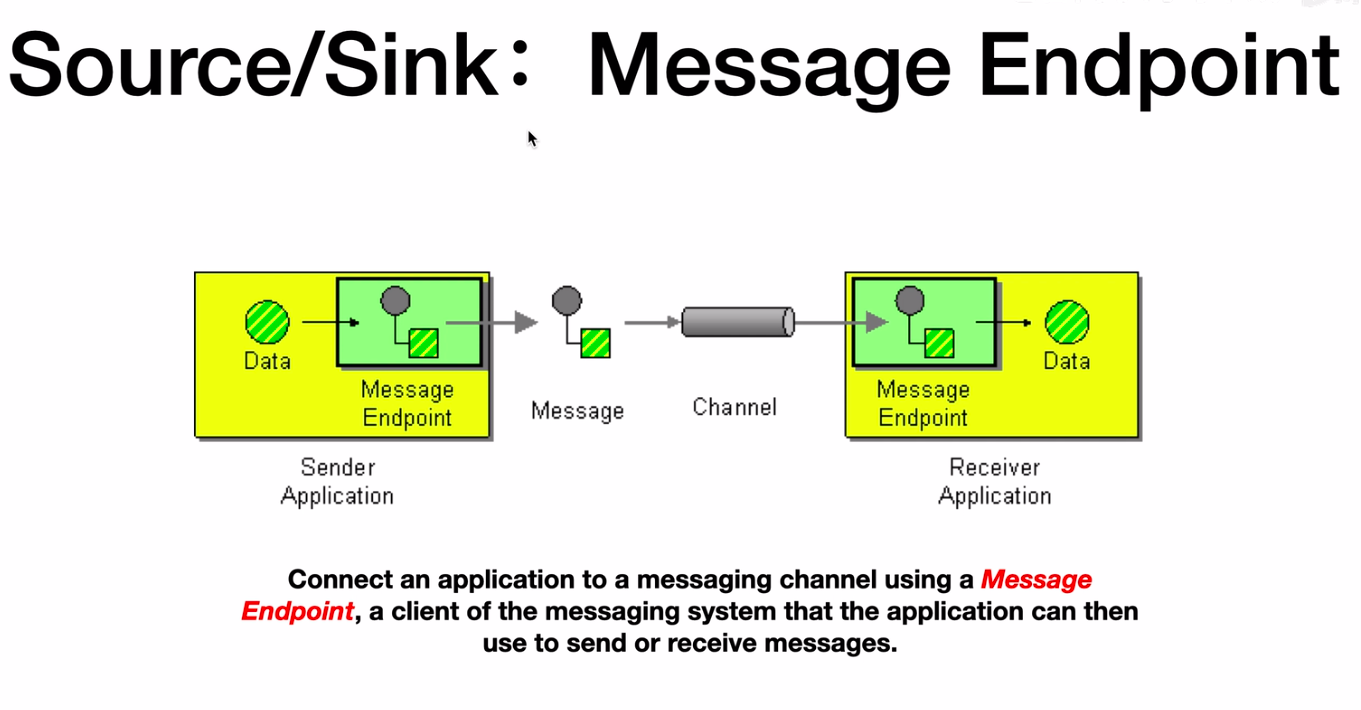 Source/Sink： Message Endpoint
Data
Message
Endpoint
Sender
Application
Message
Channel
Message
Endpoint
Data
Receiver
Application
Connect an application to a messaging channel using a Message
Endpoint, a client of the messaging system that the application can then
use to send or receive messages.